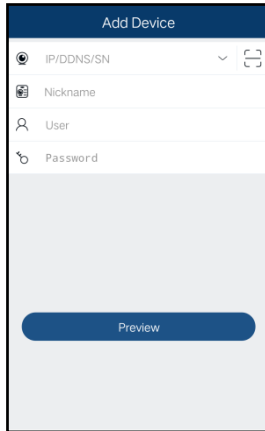 Add Device
IP/DDNS/SN
Nickname
User
Password
Preview